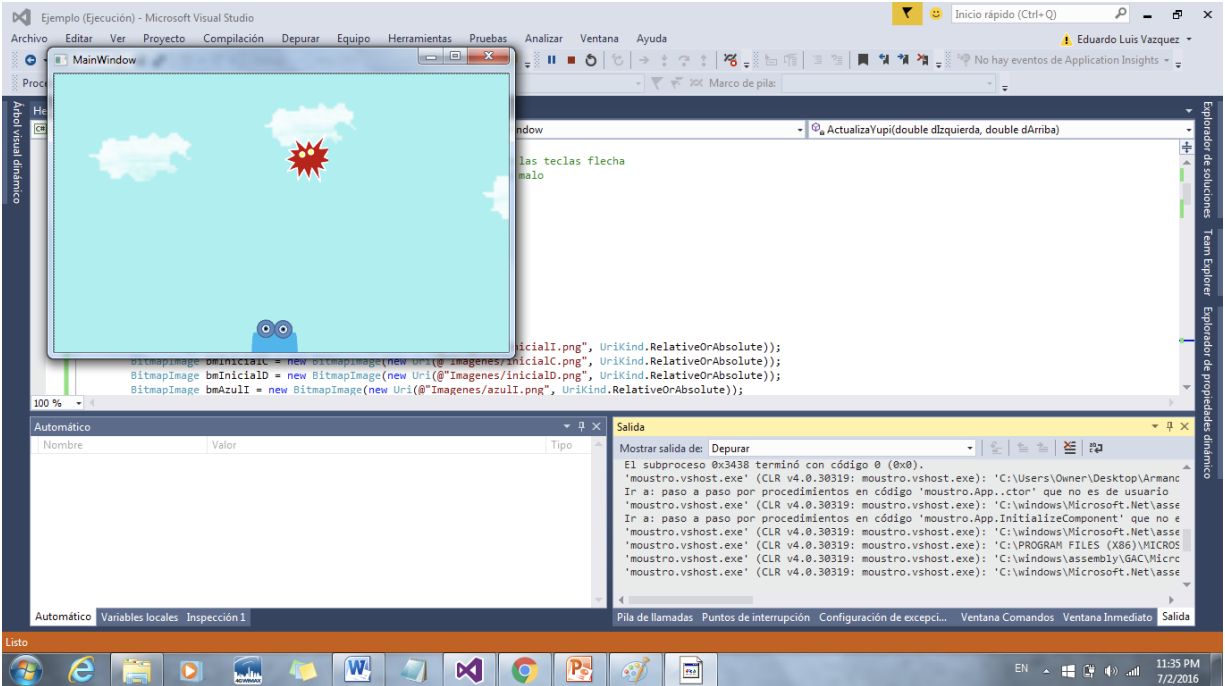 Ejemplo (Ejecución) - Microsoft Visual Studio
Inicio rápido (Ctrl+Q)
Archivo Editar Ver Proyecto Compilación Depurar Equipo Herramientas Pruebas Analizar Ventana Ayuda
Eduardo Luis Vazquez
MainWindow
No hay eventos de Application Insights
Proce
Marco de pila:
Árbol visual dinámico
He
C#
ndow
ActualizaYupi(double dIzquierda, double dArriba)
las teclas flecha
malo
icialI.png", UriKind.RelativeOrAbsolute));
BitmapImage bmInicialC = new BitmapImage(new Uri(@"Imagenes/inicialC.png", UriKind.RelativeOrAbsolute));
BitmapImage bmInicialD = new BitmapImage(new Uri(@"Imagenes/inicialD.png", UriKind.RelativeOrAbsolute));
BitmapImage bmAzulI = new BitmapImage(new Uri(@"Imagenes/azulI.png", UriKind.RelativeOrAbsolute));
100 %
Explorador de soluciones
Team Explorer
Explorador de propiedades dinámico
Automático
Nombre Valor Tipo
Automático Variables locales Inspección 1
Salida
Mostrar salida de: Depurar
El subproceso 0x3438 terminó con código 0 (0x0).
'moustro.vshost.exe' (CLR v4.0.30319: moustro.vshost.exe): 'C:\Users\Owner\Desktop\Armand
Ir a: paso a paso por procedimientos en código 'moustro.App..ctor' que no es de usuario
'moustro.vshost.exe' (CLR v4.0.30319: moustro.vshost.exe): 'C:\windows\Microsoft.Net\asse
Ir a: paso a paso por procedimientos en código 'moustro.App.InitializeComponent' que no e
'moustro.vshost.exe' (CLR v4.0.30319: moustro.vshost.exe): 'C:\windows\Microsoft.Net\asse
'moustro.vshost.exe' (CLR v4.0.30319: moustro.vshost.exe): 'C:\PROGRAM FILES (X86)\MICROS
'moustro.vshost.exe' (CLR v4.0.30319: moustro.vshost.exe): 'C:\windows\assembly\GAC\Micro
'moustro.vshost.exe' (CLR v4.0.30319: moustro.vshost.exe): 'C:\windows\Microsoft.Net\asse
Pila de llamadas Puntos de interrupción Configuración de excepci... Ventana Comandos Ventana Inmediato Salida
Listo
4GWIMAX
EN
11:35 PM
7/2/2016